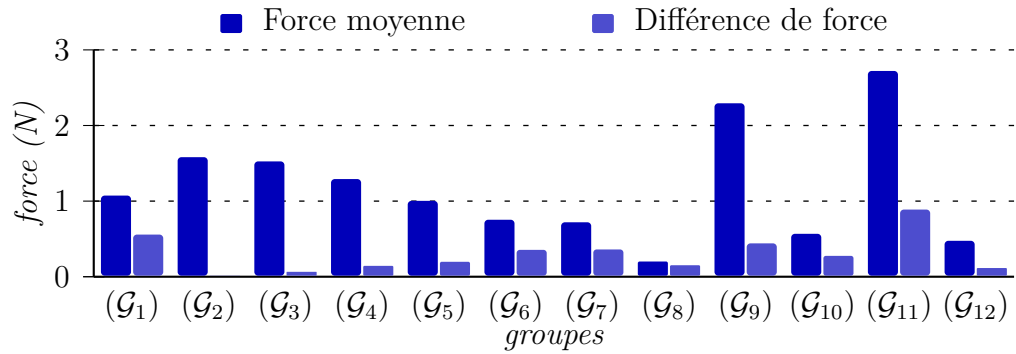 Force moyenne Différence de force
3
2
1
0
force (N)
(𝒢₁) (𝒢₂) (𝒢₃) (𝒢₄) (𝒢₅) (𝒢₆) (𝒢₇) (𝒢₈) (𝒢₉) (𝒢₁₀) (𝒢₁₁) (𝒢₁₂)
groupes